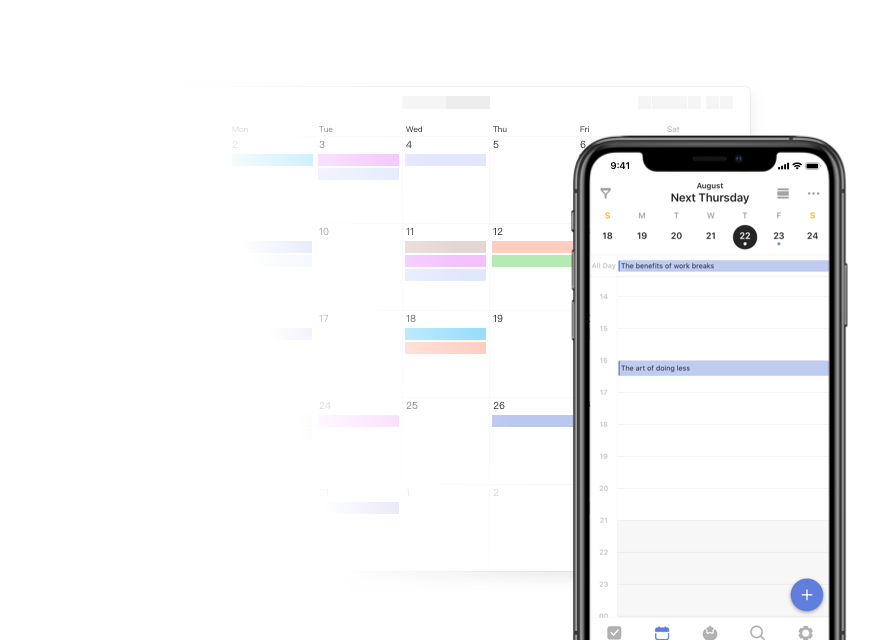 Mon Tue Wed Thu Fri Sat
2 3 4 5 6
10 11 12
17 18 19
24 25 26
31 1 2
9:41
August
Next Thursday
S M T W T F S
18 19 20 21 22 23 24
All Day The benefits of work breaks
14
15
16
The art of doing less
17
18
19
20
21
22
23
00